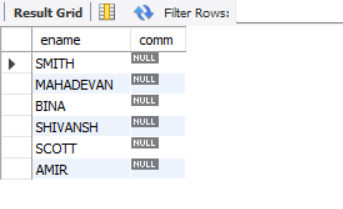 Result Grid Filter Rows:
ename comm
SMITH NULL
MAHADEVAN NULL
BINA NULL
SHIVANSH NULL
SCOTT NULL
AMIR NULL